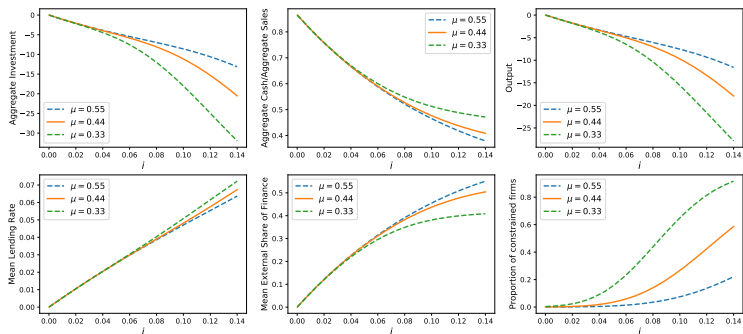 Aggregate Investment
0
−5
−10
−15
−20
−25
−30
μ = 0.55
μ = 0.44
μ = 0.33
0.00 0.02 0.04 0.06 0.08 0.10 0.12 0.14
i
Aggregate Cash/Aggregate Sales
0.8
0.6
0.4
μ = 0.55
μ = 0.44
μ = 0.33
0.00 0.02 0.04 0.06 0.08 0.10 0.12 0.14
i
Output
0
−5
−10
−15
−20
−25
μ = 0.55
μ = 0.44
μ = 0.33
0.00 0.02 0.04 0.06 0.08 0.10 0.12 0.14
i
Mean Lending Rate
0.07
0.06
0.05
0.04
0.03
0.02
0.01
0.00
μ = 0.55
μ = 0.44
μ = 0.33
0.00 0.02 0.04 0.06 0.08 0.10 0.12 0.14
i
Mean External Share of Finance
0.5
0.4
0.3
0.2
0.1
0.0
μ = 0.55
μ = 0.44
μ = 0.33
0.00 0.02 0.04 0.06 0.08 0.10 0.12 0.14
i
Proportion of constrained firms
0.8
0.6
0.4
0.2
0.0
μ = 0.55
μ = 0.44
μ = 0.33
0.00 0.02 0.04 0.06 0.08 0.10 0.12 0.14
i